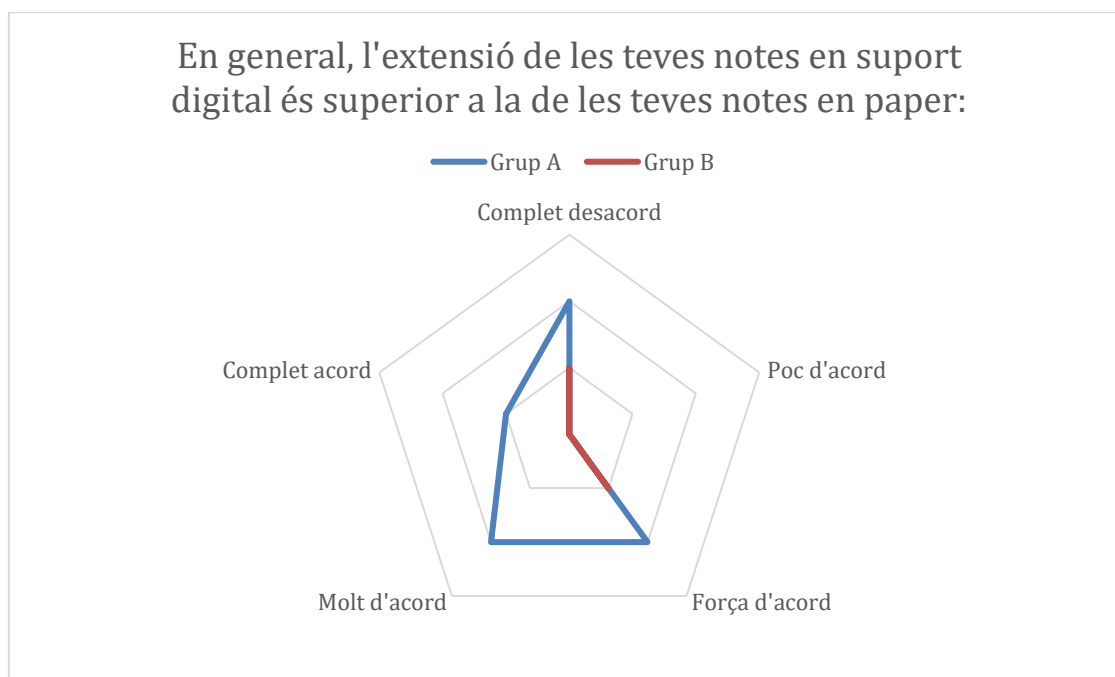 En general, l'extensió de les teves notes en suport
digital és superior a la de les teves notes en paper:
Grup A Grup B
Complet desacord
Complet acord
Poc d'acord
Molt d'acord
Força d'acord